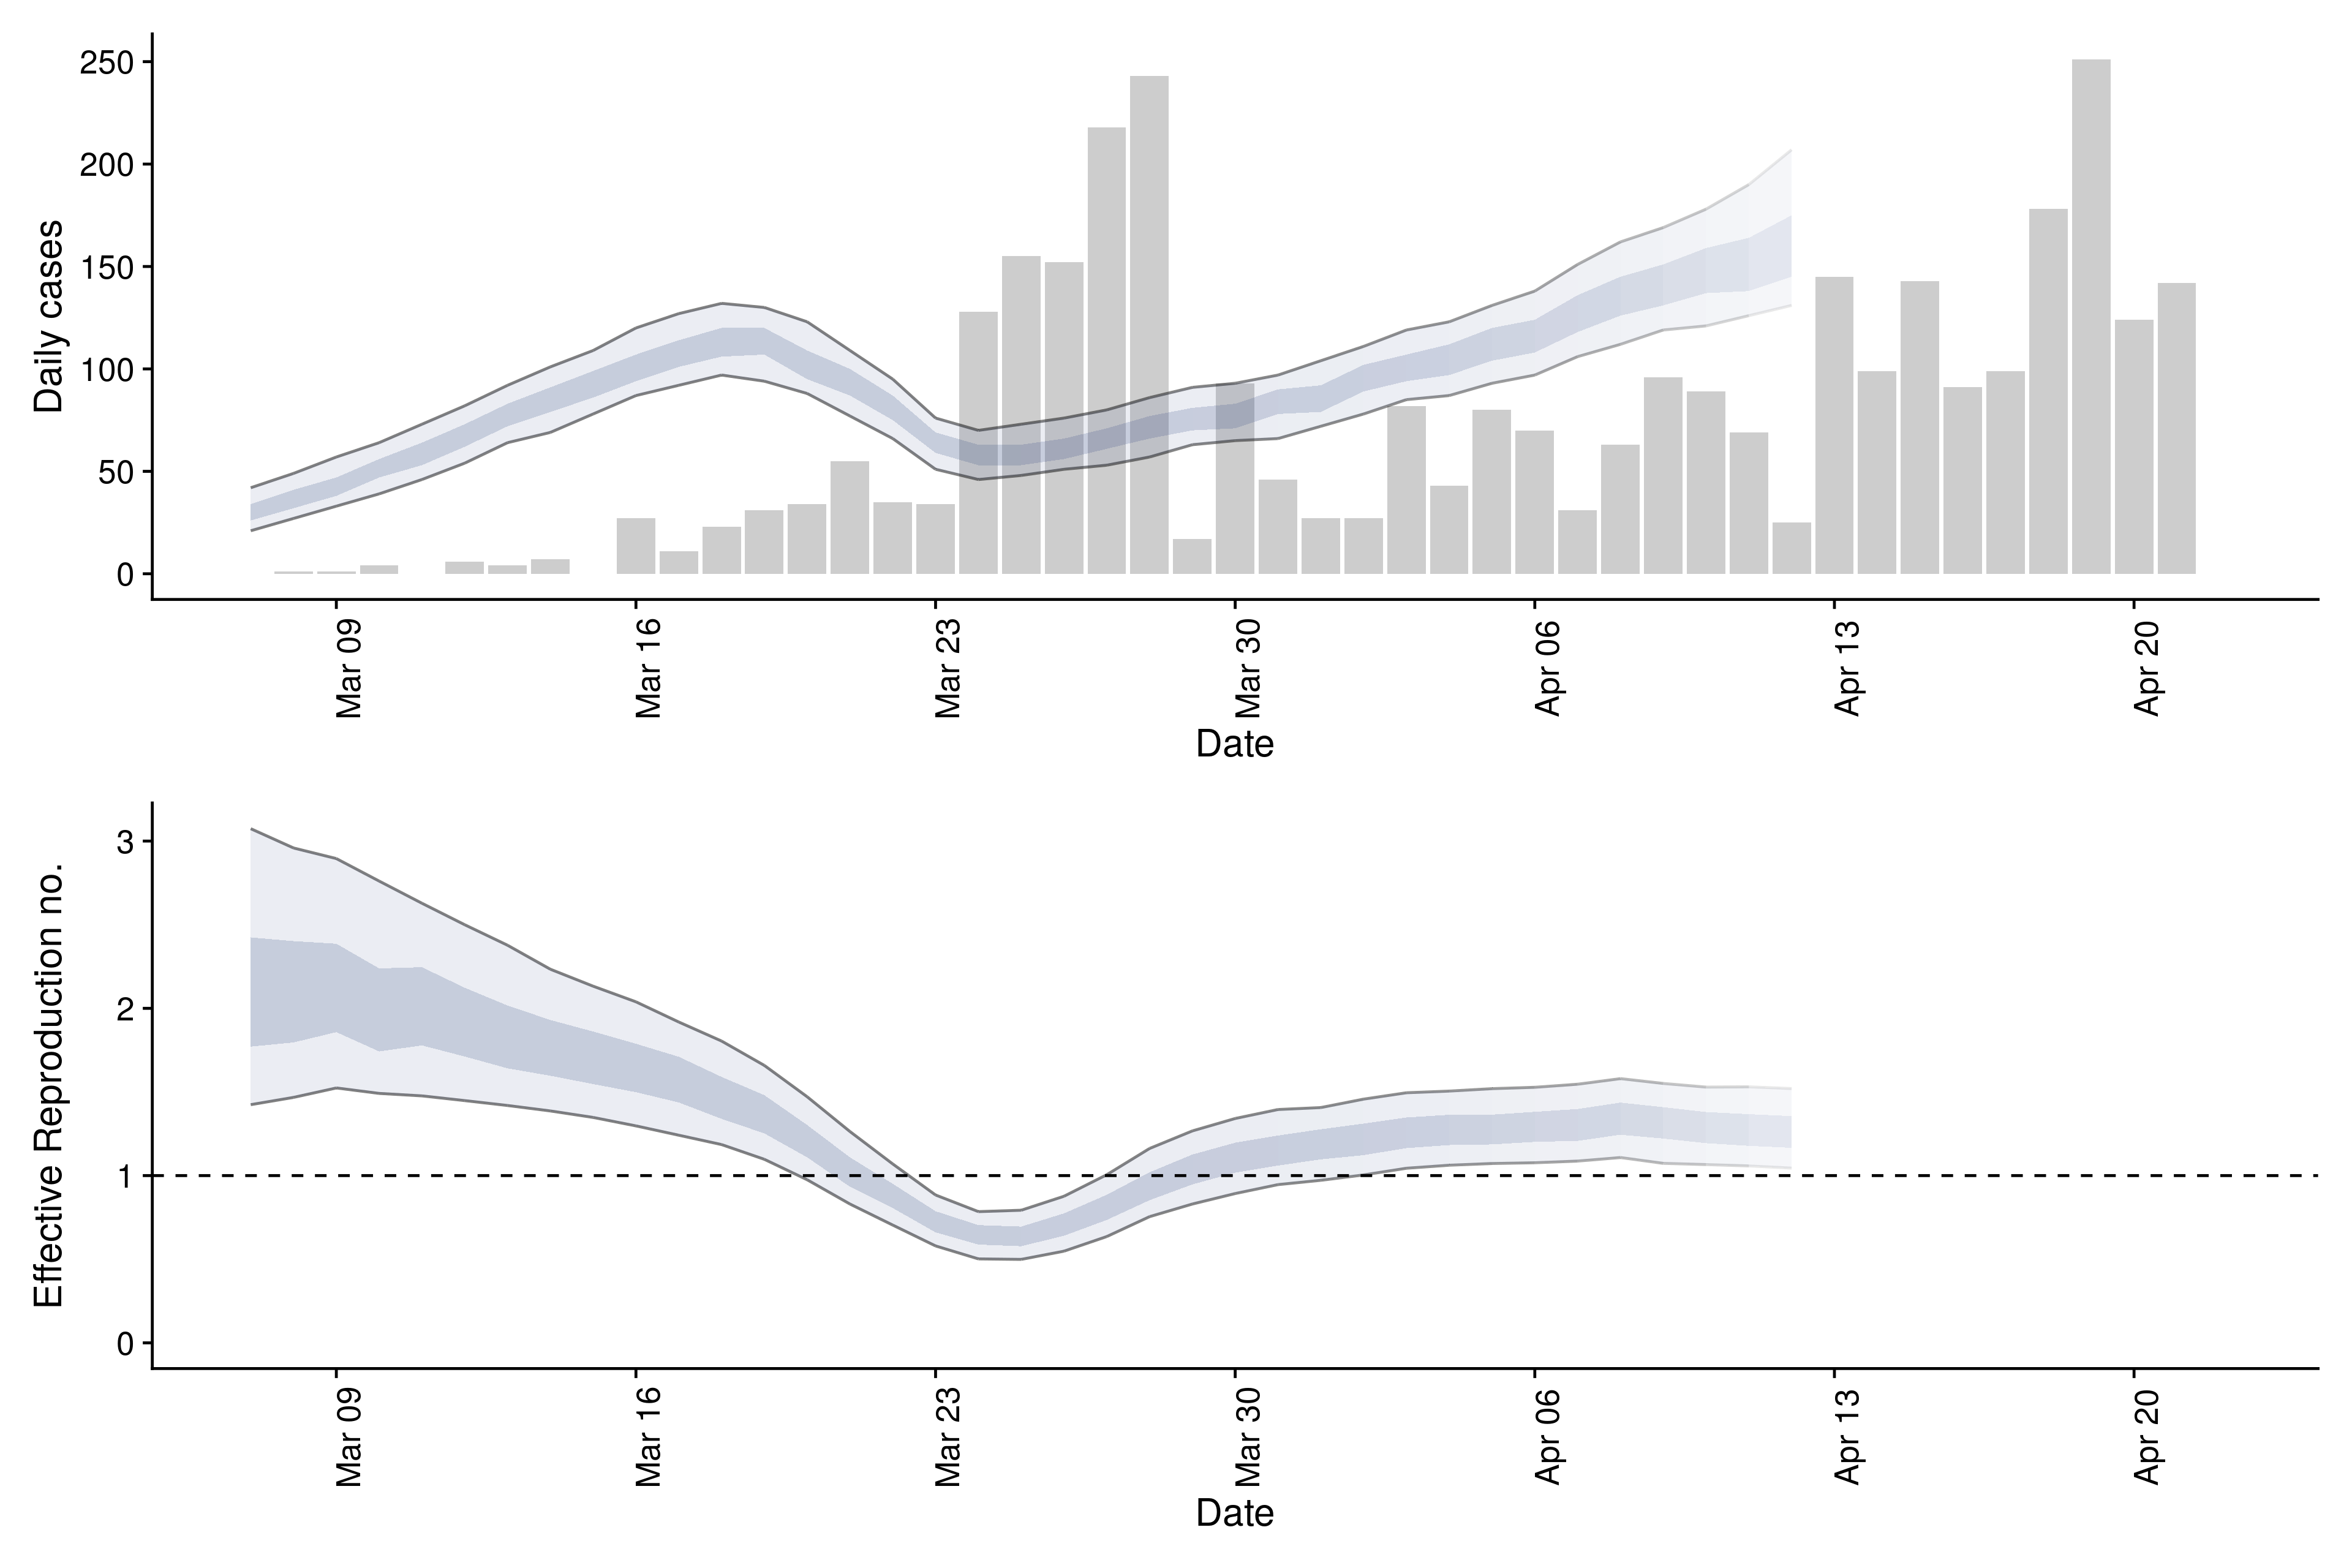 Daily cases
250
200
150
100
50
0
Mar 09
Mar 16
Mar 23
Mar 30
Apr 06
Apr 13
Apr 20
Date
Effective Reproduction no.
3
2
1
0
Mar 09
Mar 16
Mar 23
Mar 30
Apr 06
Apr 13
Apr 20
Date